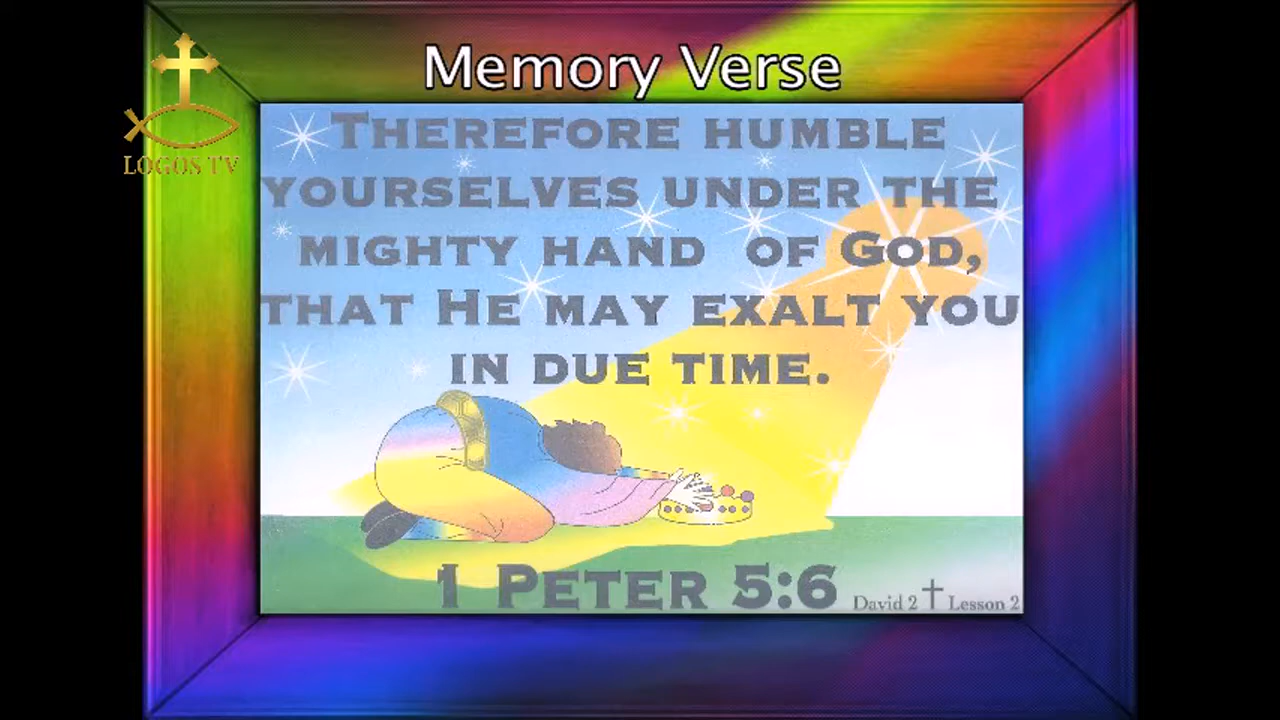 Memory Verse
LOGOS TV
THEREFORE HUMBLE
YOURSELVES UNDER THE
MIGHTY HAND OF GOD,
THAT HE MAY EXALT YOU
IN DUE TIME.
1 PETER 5:6
David 2 † Lesson 2